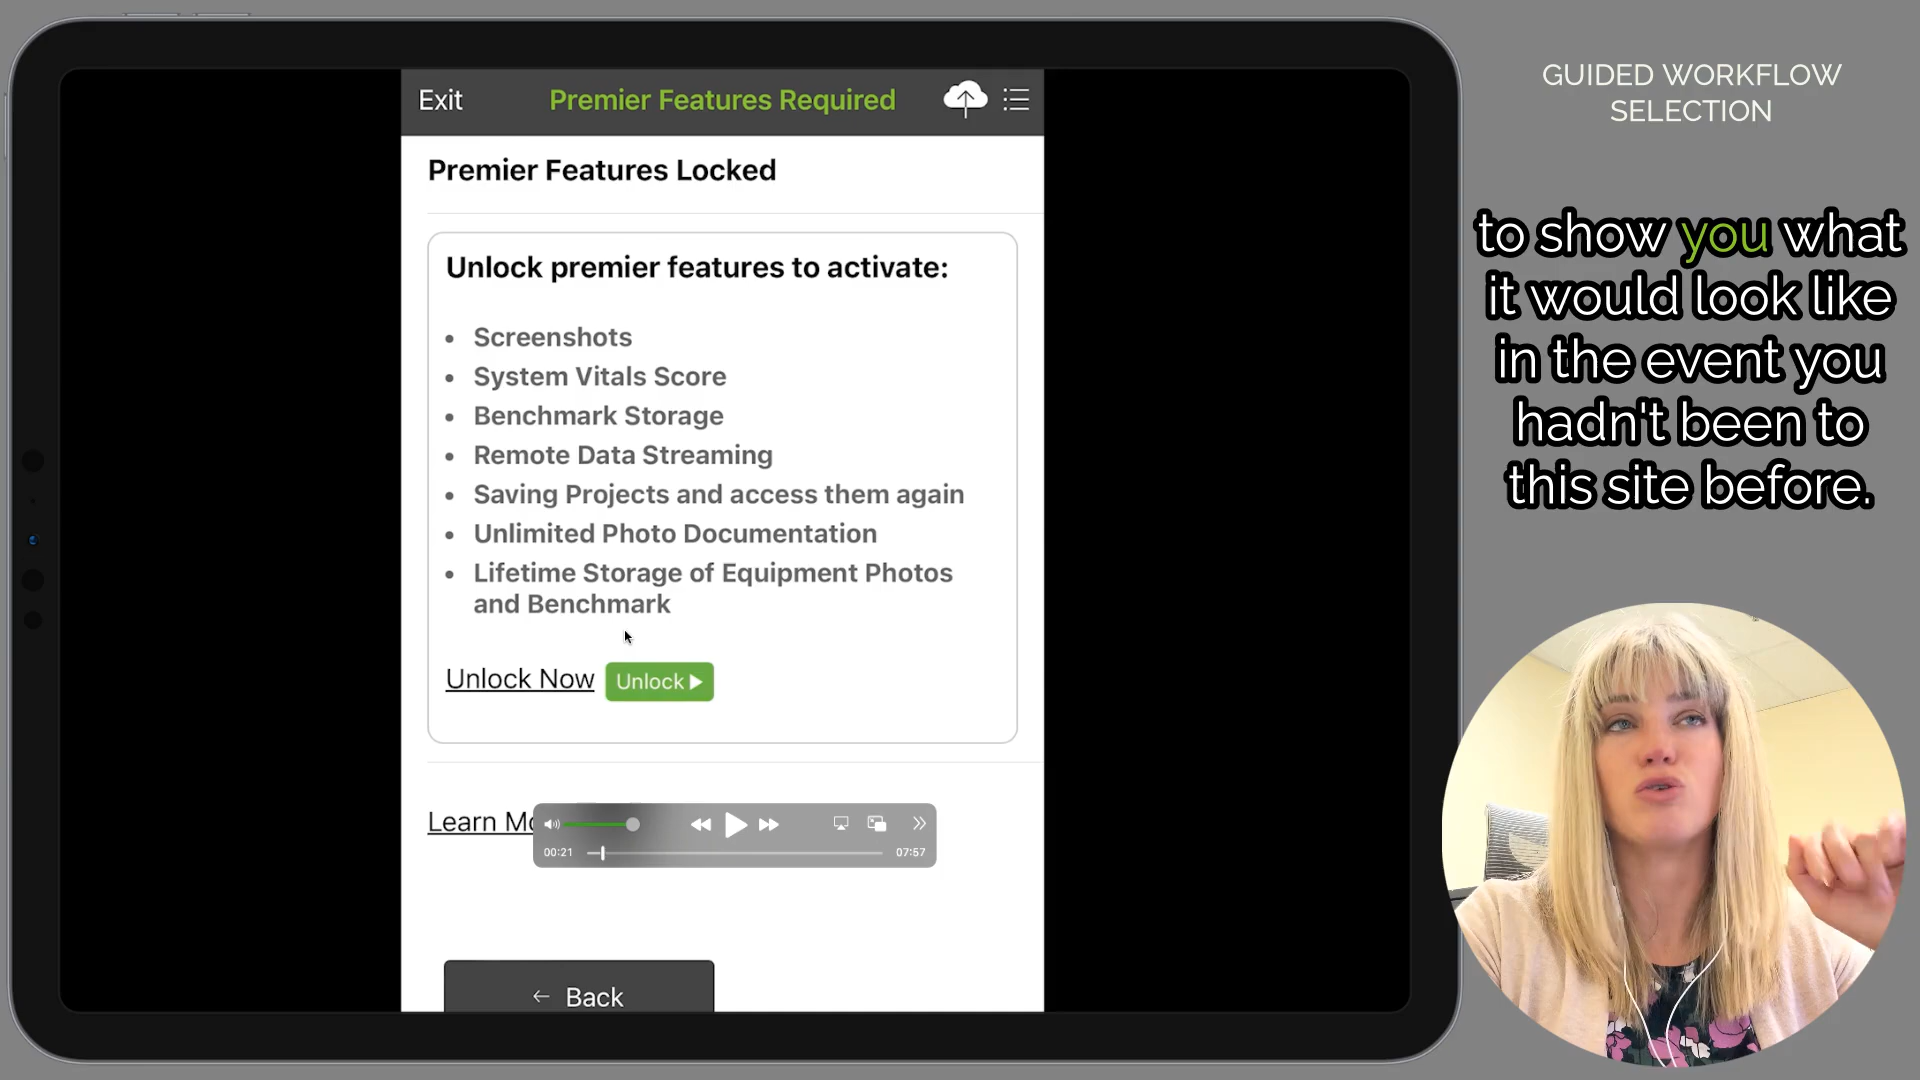 Exit
Premier Features Required
Premier Features Locked
Unlock premier features to activate:
• Screenshots
• System Vitals Score
• Benchmark Storage
• Remote Data Streaming
• Saving Projects and access them again
• Unlimited Photo Documentation
• Lifetime Storage of Equipment Photos
and Benchmark
Unlock Now
Unlock
Learn
00:21
07:57
← Back
GUIDED WORKFLOW
SELECTION
to show you what
it would look like
in the event you
hadn't been to
this site before.